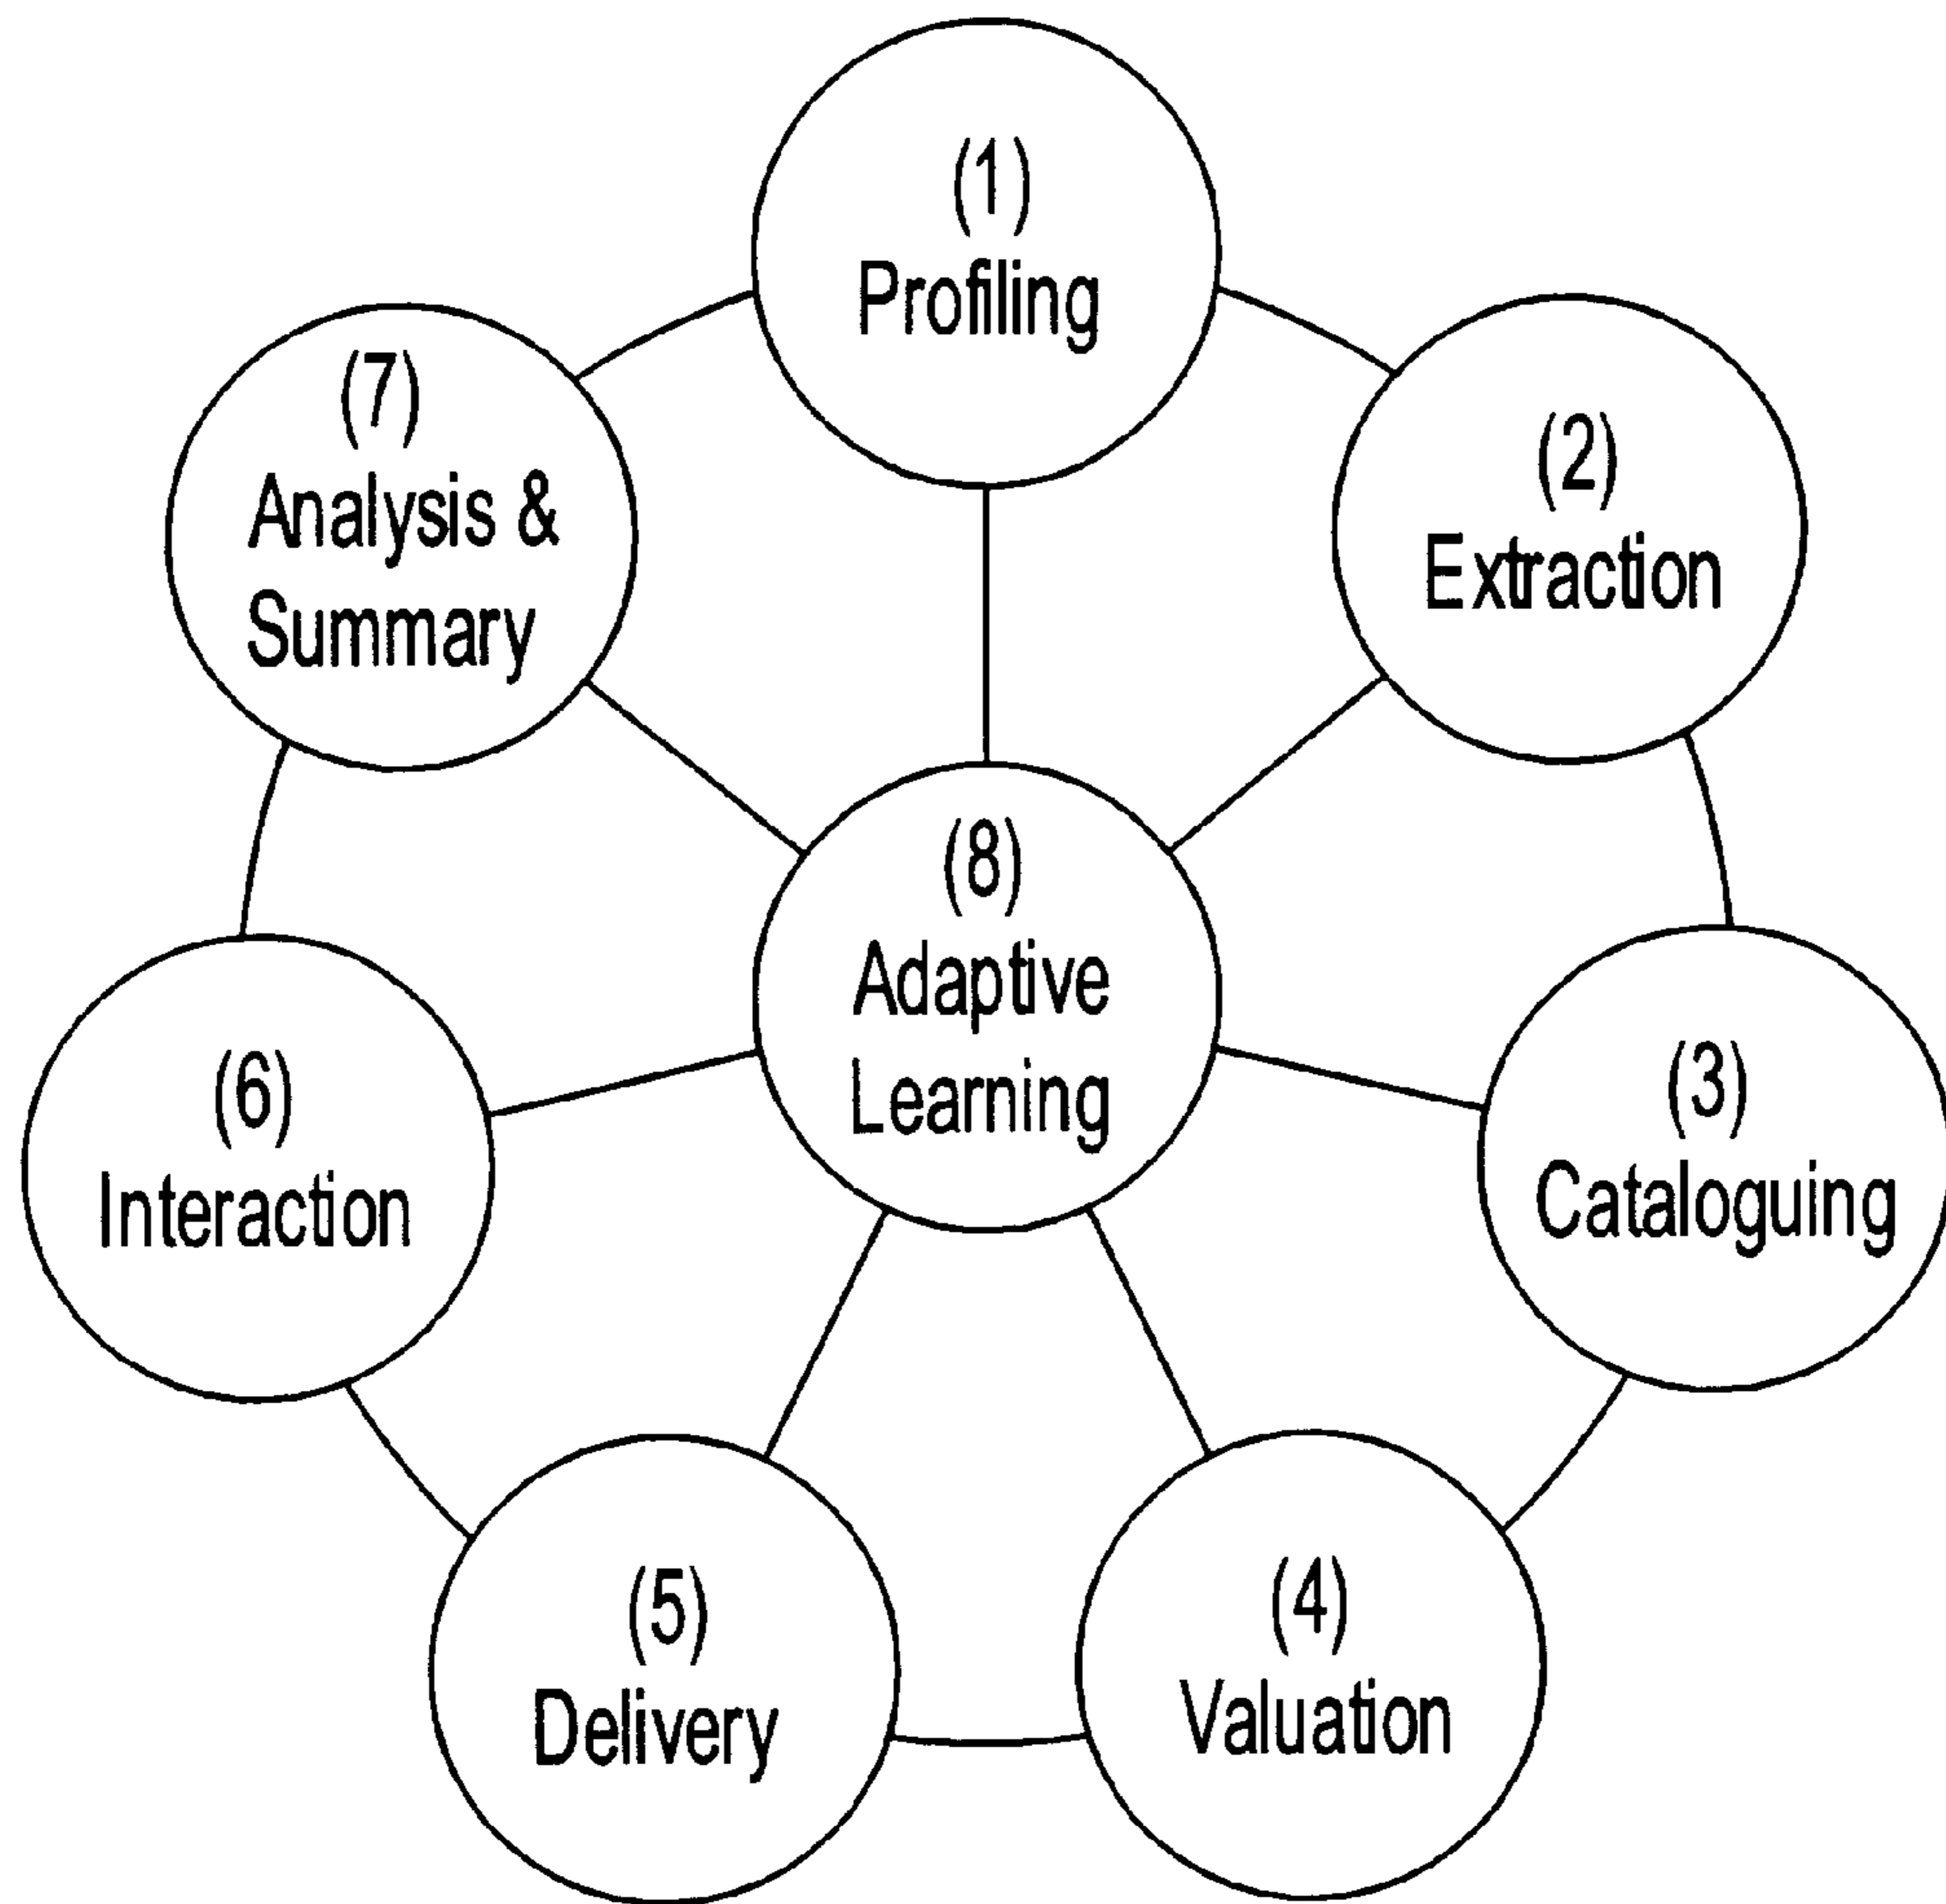 (1)
Profiling
(2)
Extraction
(3)
Cataloguing
(4)
Valuation
(5)
Delivery
(6)
Interaction
(7)
Analysis &
Summary
(8)
Adaptive
Learning